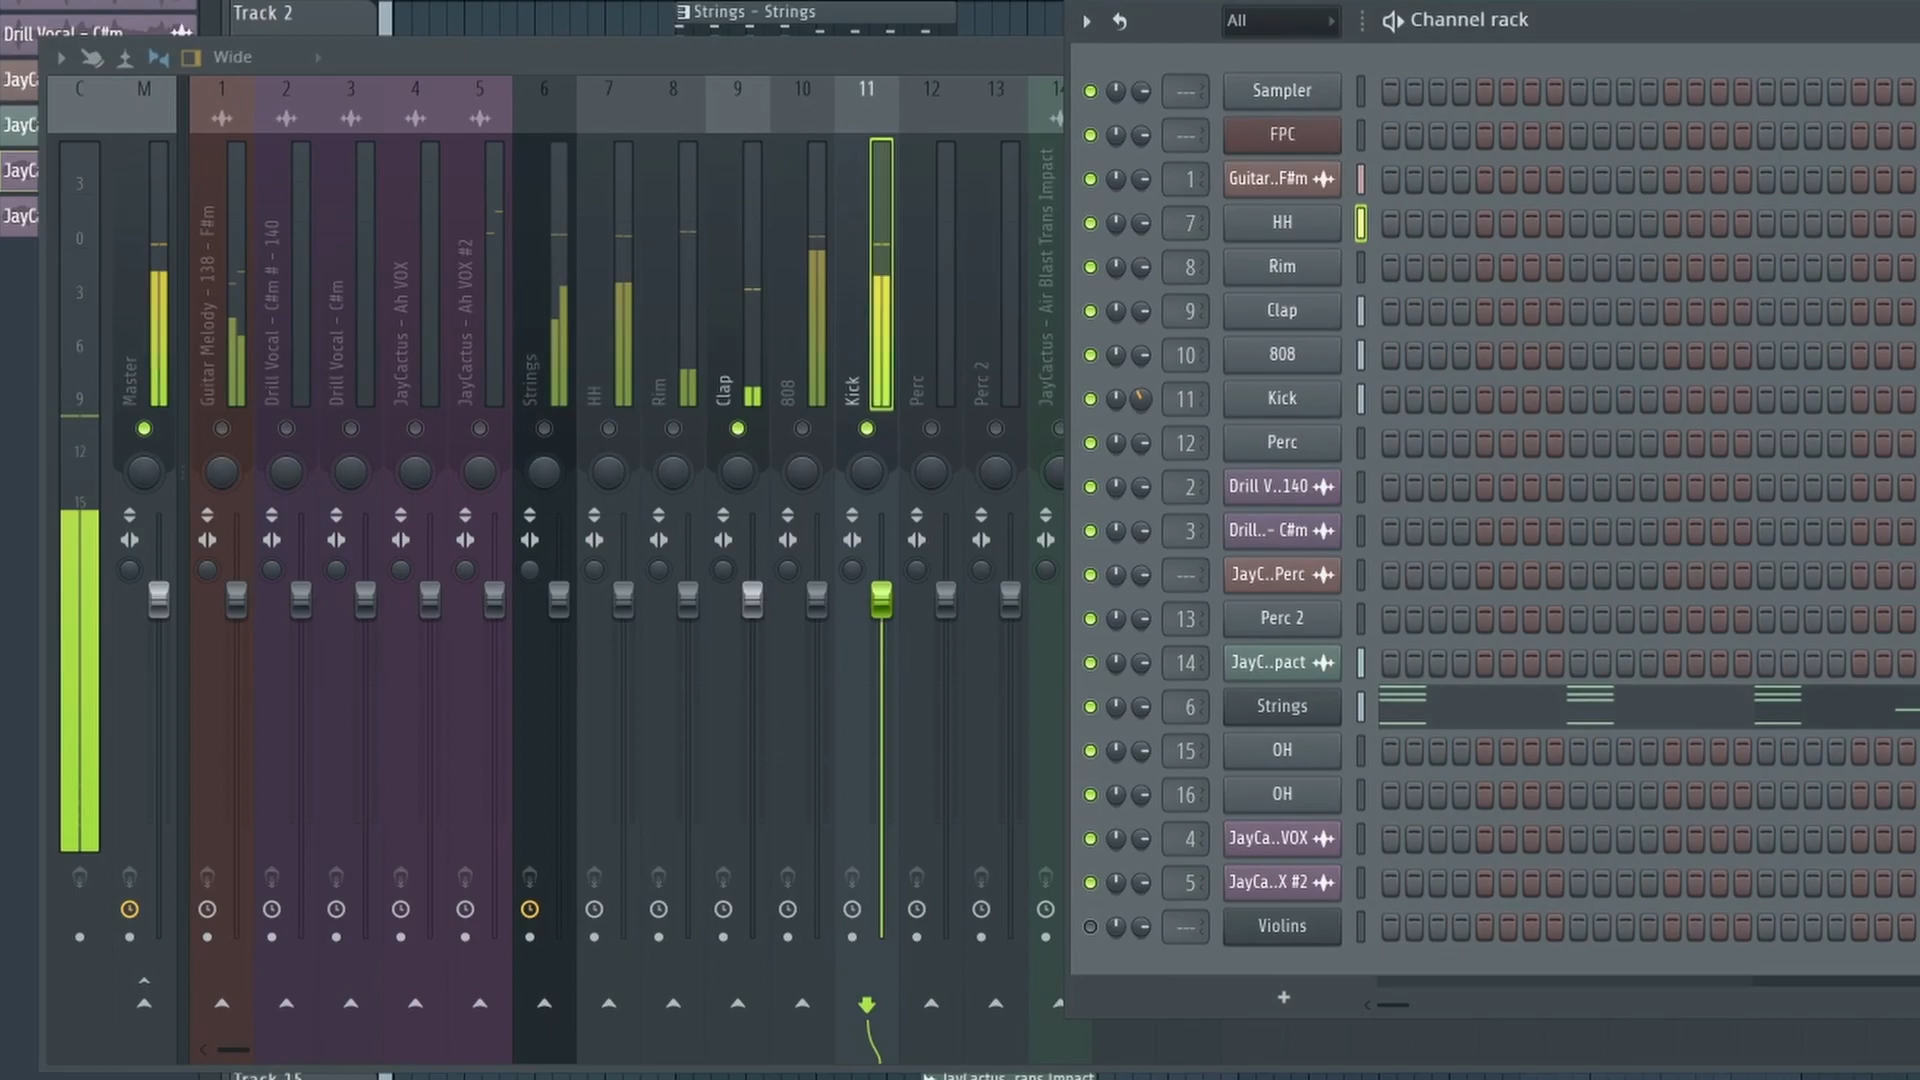 Track 2
Strings - Strings
Drill Vocal - C#m
JayC
JayC
JayC
JayC
Wide
All
Channel rack
C M 1 2 3 4 5 6 7 8 9 10 11 12 13 14
3
0
3
6
9
12
15
Master
Guitar Melody - 138 - F#m
Drill Vocal - C#m # - 140
Drill Vocal - C#m
JayCactus - Ah VOX
JayCactus - Ah VOX #2
Strings
HH
Rim
Clap
808
Kick
Perc
Perc 2
JayCactus - Air Blast Trans Impact
--- Sampler
--- FPC
1 Guitar..F#m
7 HH
8 Rim
9 Clap
10 808
11 Kick
12 Perc
2 Drill V..140
3 Drill..- C#m
--- JayC..Perc
13 Perc 2
14 JayC..pact
6 Strings
15 OH
16 OH
4 JayCa..VOX
5 JayCa..X #2
--- Violins
+
Track 15
JayCactus..rans Impact